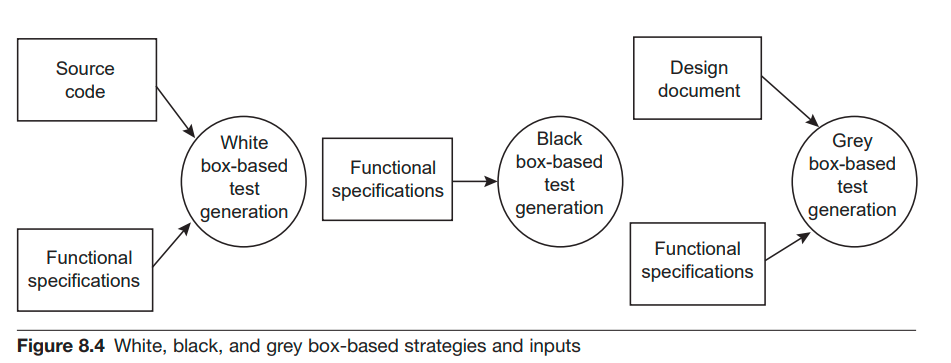 Source
code
White
box-based
test
generation
Functional
specifications
Functional
specifications
Black
box-based
test
generation
Design
document
Grey
box-based
test
generation
Functional
specifications
Figure 8.4 White, black, and grey box-based strategies and inputs